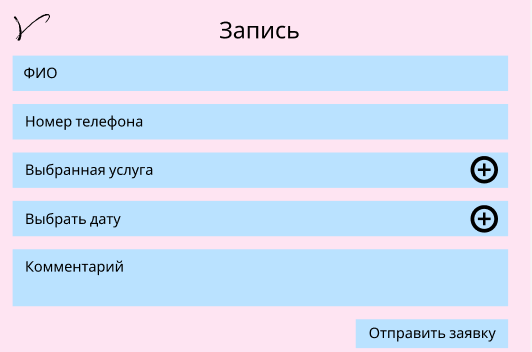 Запись
ФИО
Номер телефона
Выбранная услуга
Выбрать дату
Комментарий
Отправить заявку